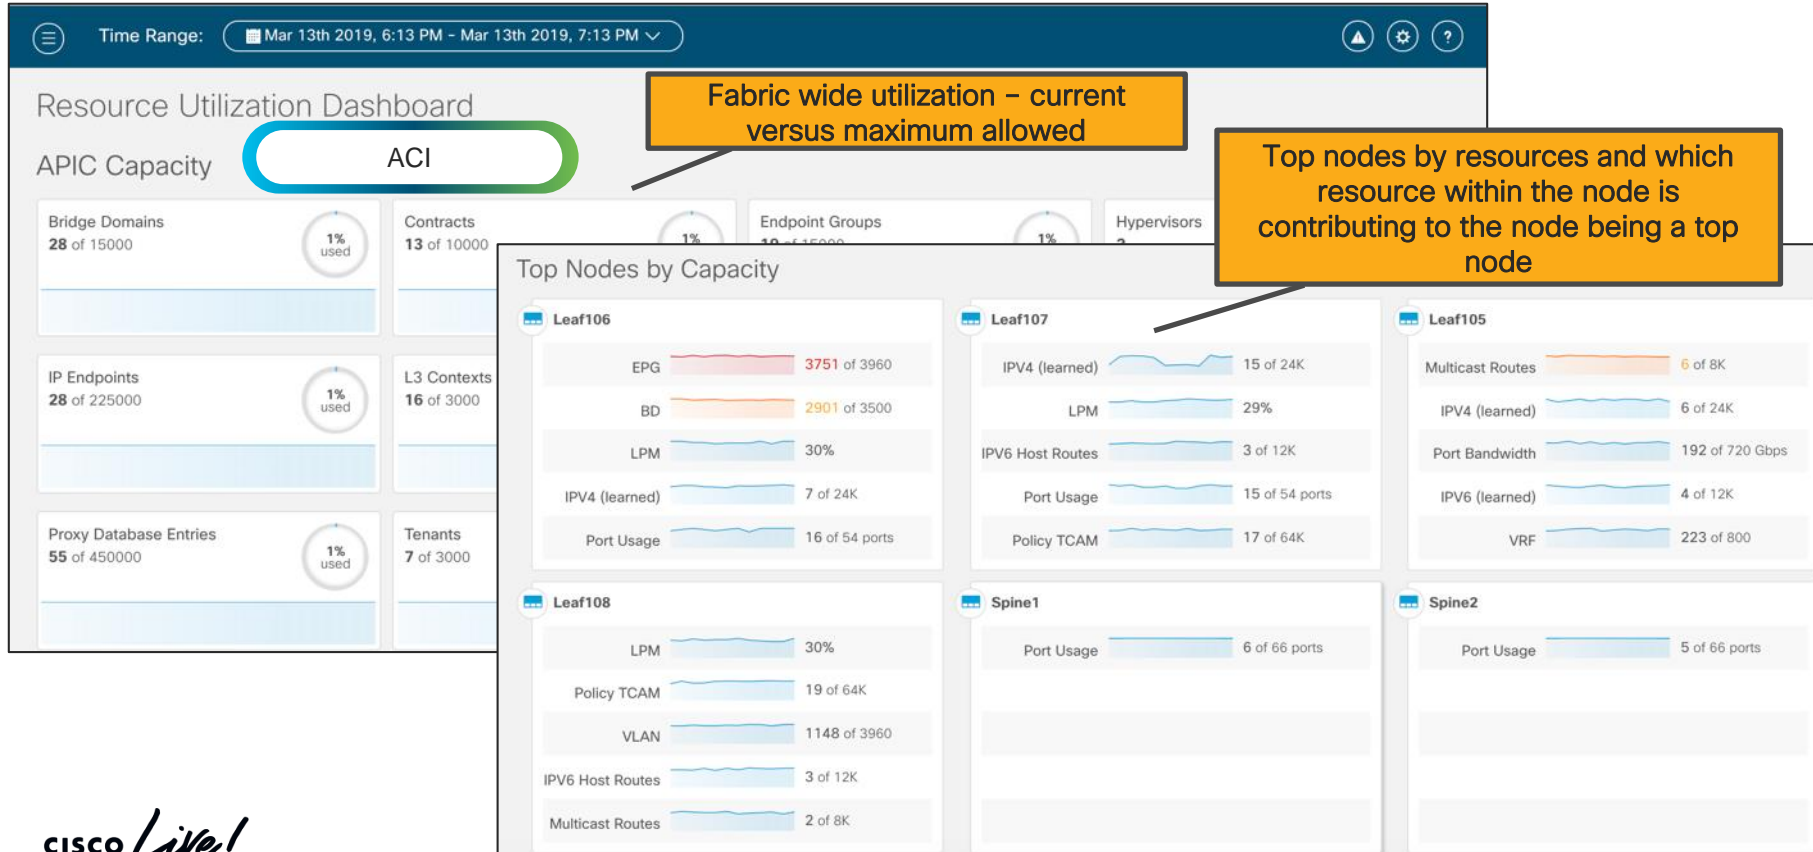 Time Range:
Mar 13th 2019, 6:13 PM - Mar 13th 2019, 7:13 PM
?
Resource Utilization Dashboard
Fabric wide utilization – current
versus maximum allowed
ACI
APIC Capacity
Top nodes by resources and which
resource within the node is
contributing to the node being a top
node
Bridge Domains
28 of 15000
1%
used
Contracts
13 of 10000
1%
Endpoint Groups
19 of 15000
1%
Hypervisors
IP Endpoints
28 of 225000
1%
used
L3 Contexts
16 of 3000
Proxy Database Entries
55 of 450000
1%
used
Tenants
7 of 3000
Top Nodes by Capacity
Leaf106
EPG 3751 of 3960
BD 2901 of 3500
LPM 30%
IPV4 (learned) 7 of 24K
Port Usage 16 of 54 ports
Leaf107
IPV4 (learned) 15 of 24K
LPM 29%
IPV6 Host Routes 3 of 12K
Port Usage 15 of 54 ports
Policy TCAM 17 of 64K
Leaf105
Multicast Routes 6 of 8K
IPV4 (learned) 6 of 24K
Port Bandwidth 192 of 720 Gbps
IPV6 (learned) 4 of 12K
VRF 223 of 800
Leaf108
LPM 30%
Policy TCAM 19 of 64K
VLAN 1148 of 3960
IPV6 Host Routes 3 of 12K
Multicast Routes 2 of 8K
Spine1
Port Usage 6 of 66 ports
Spine2
Port Usage 5 of 66 ports
cisco Live!